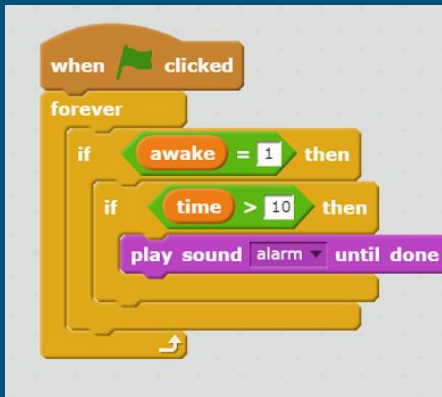 when clicked
forever
if awake = 1 then
if time > 10 then
play sound alarm until done